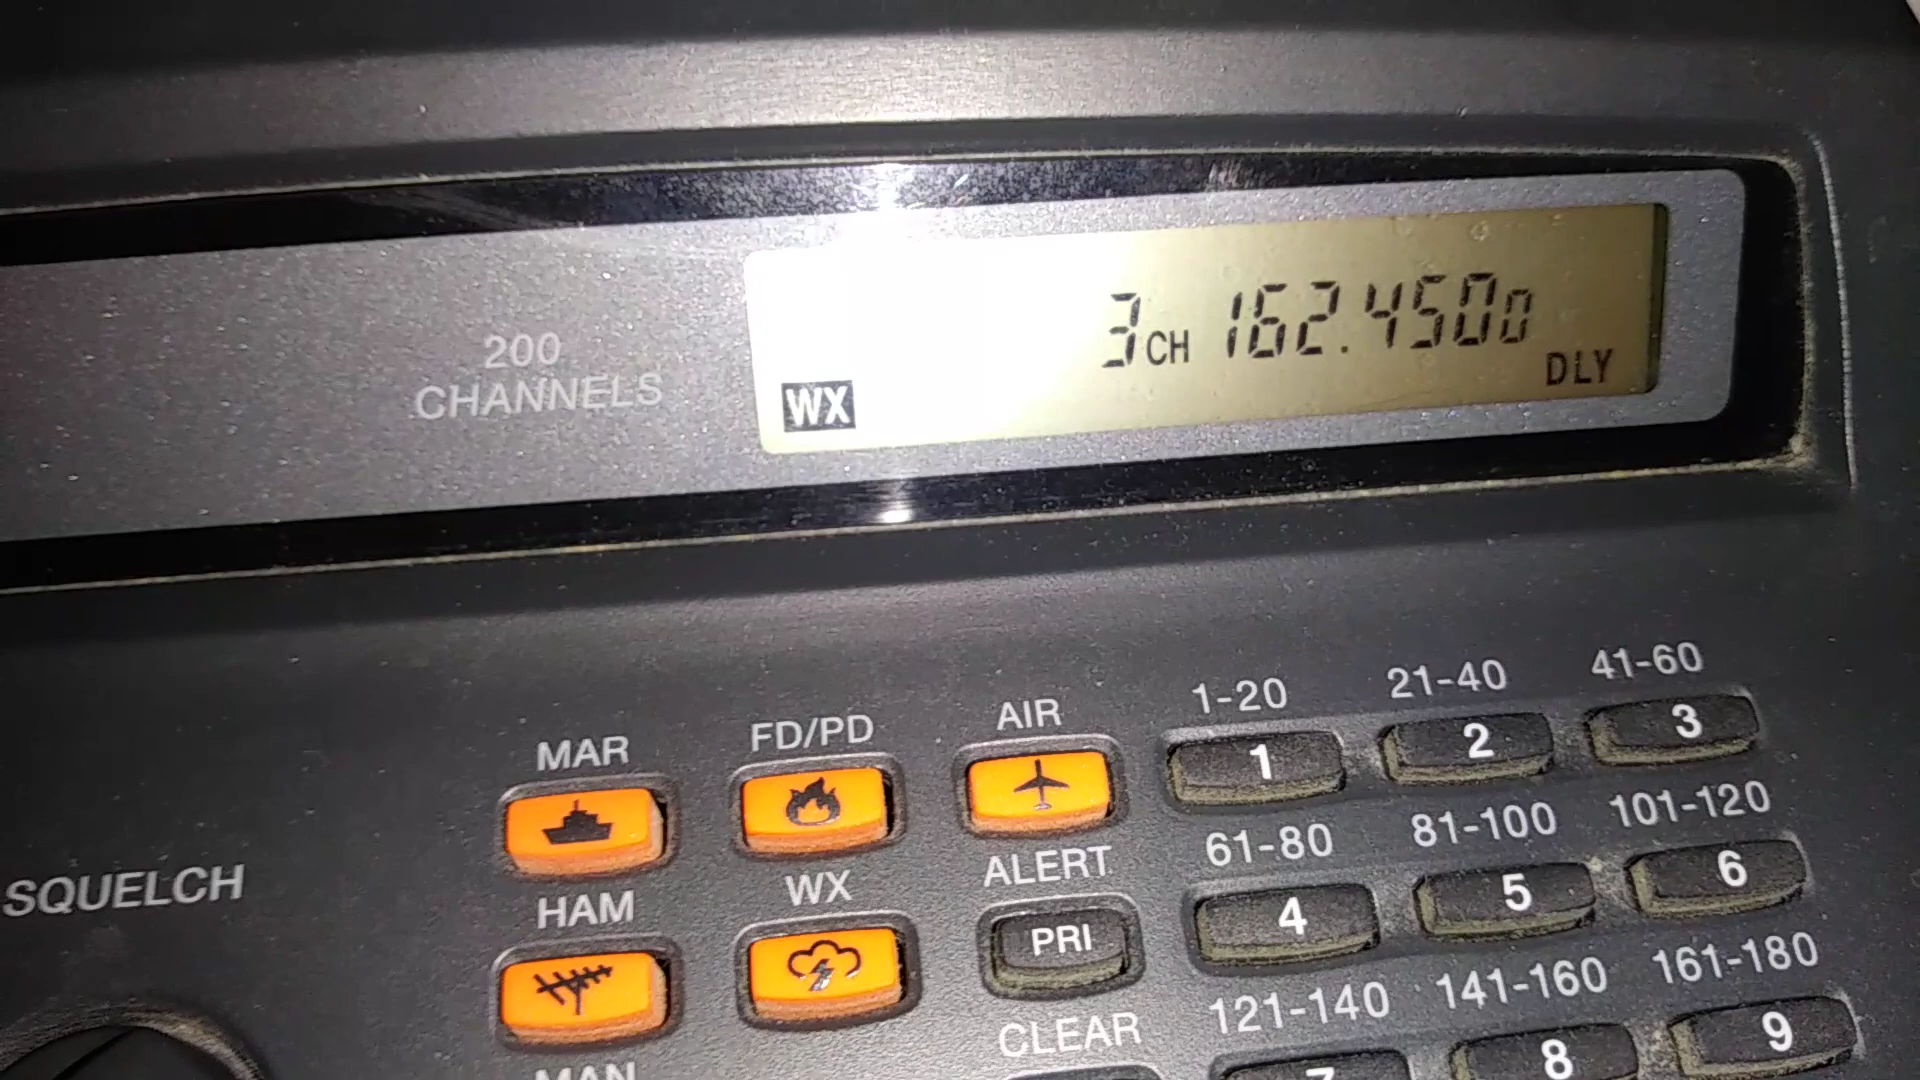 200
CHANNELS
3CH 162.4500
WX
DLY
41-60
21-40
1-20
MAR
FD/PD
AIR
1
2
3
SQUELCH
HAM
WX
ALERT
61-80
81-100
101-120
PRI
4
5
6
MAN
CLEAR
121-140
141-160
161-180
7
8
9